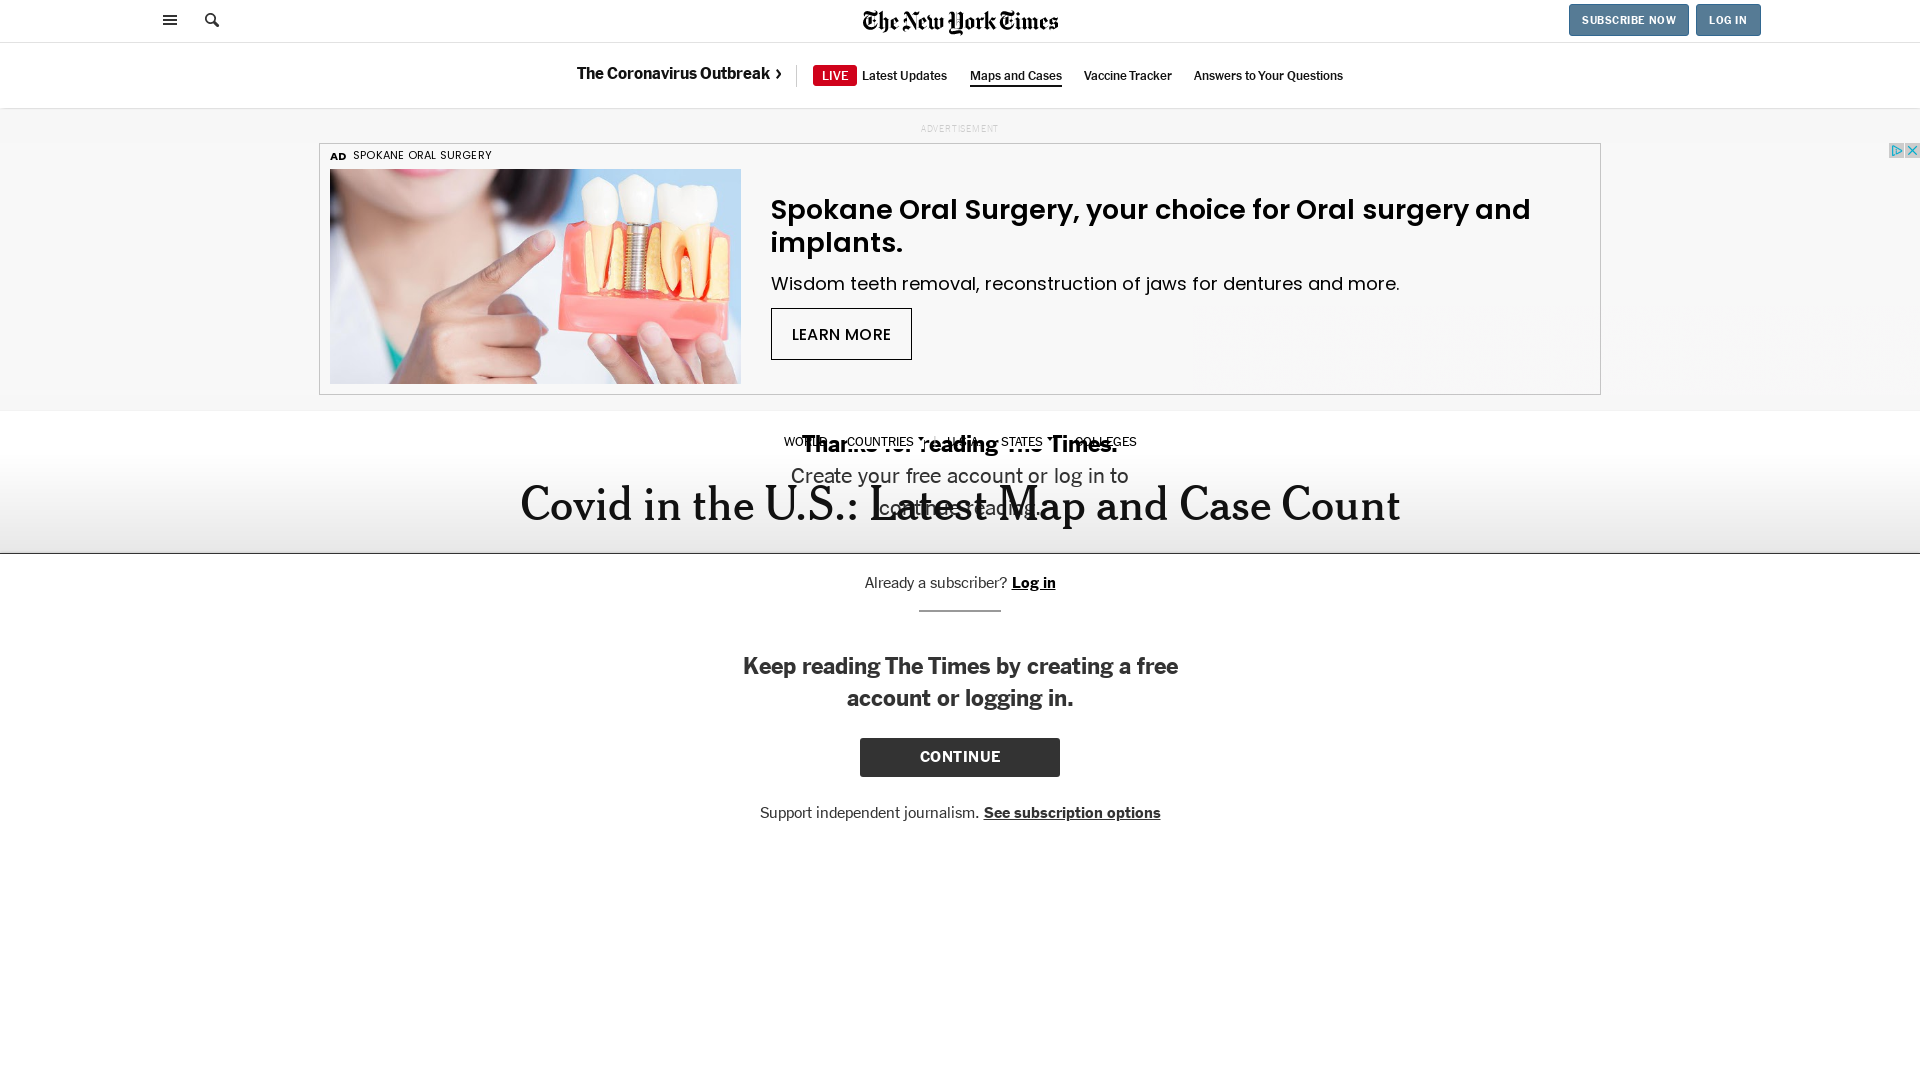 The New York Times
SUBSCRIBE NOW
LOG IN
The Coronavirus Outbreak ›
LIVE Latest Updates
Maps and Cases
Vaccine Tracker
Answers to Your Questions
ADVERTISEMENT
AD SPOKANE ORAL SURGERY
Spokane Oral Surgery, your choice for Oral surgery and
implants.
Wisdom teeth removal, reconstruction of jaws for dentures and more.
LEARN MORE
WORLD COUNTRIES U.S.A. STATES COLLEGES
Thanks for reading The Times.
Create your free account or log in to
continue reading.
Covid in the U.S.: Latest Map and Case Count
Already a subscriber? Log in
Keep reading The Times by creating a free
account or logging in.
CONTINUE
Support independent journalism. See subscription options